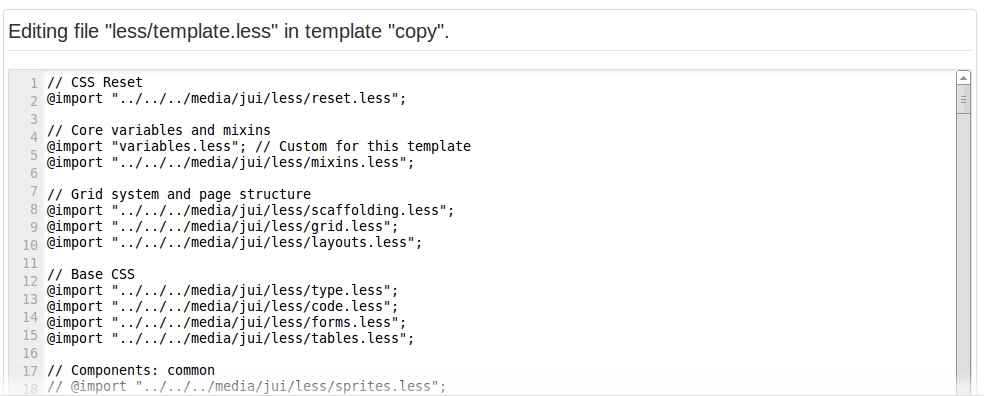 Editing file "less/template.less" in template "copy".
1 // CSS Reset
2 @import "../../../media/jui/less/reset.less";
3
4 // Core variables and mixins
5 @import "variables.less"; // Custom for this template
6 @import "../../../media/jui/less/mixins.less";
7
8 // Grid system and page structure
9 @import "../../../media/jui/less/scaffolding.less";
10 @import "../../../media/jui/less/grid.less";
11 @import "../../../media/jui/less/layouts.less";
12
13 // Base CSS
14 @import "../../../media/jui/less/type.less";
15 @import "../../../media/jui/less/code.less";
16 @import "../../../media/jui/less/forms.less";
17 @import "../../../media/jui/less/tables.less";
18
// Components: common
// @import "../../../media/jui/less/sprites.less";